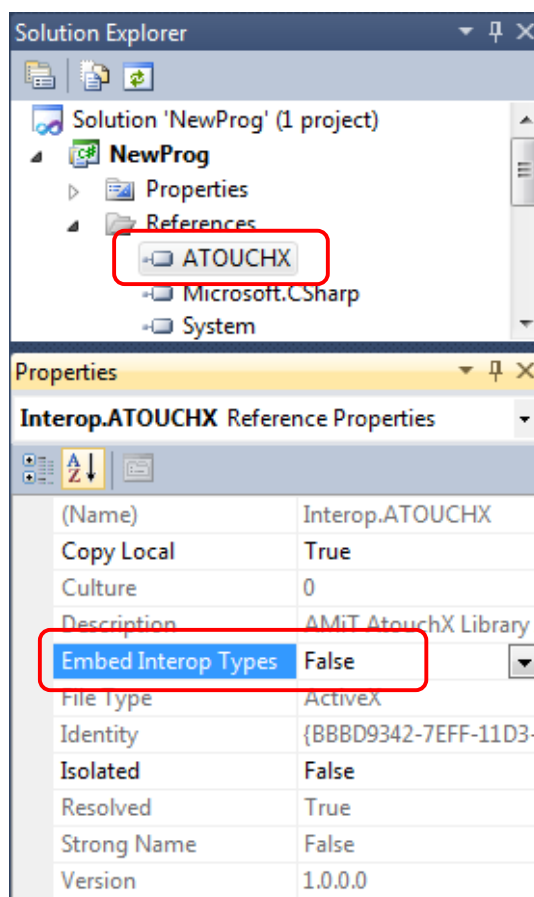 Solution Explorer
Solution 'NewProg' (1 project)
NewProg
Properties
References
ATOUCHX
Microsoft.CSharp
System
Properties
Interop.ATOUCHX Reference Properties
(Name) Interop.ATOUCHX
Copy Local True
Culture 0
Description AMiT AtouchX Library
Embed Interop Types False
File Type ActiveX
Identity {BBBD9342-7EFF-11D3-
Isolated False
Resolved True
Strong Name False
Version 1.0.0.0